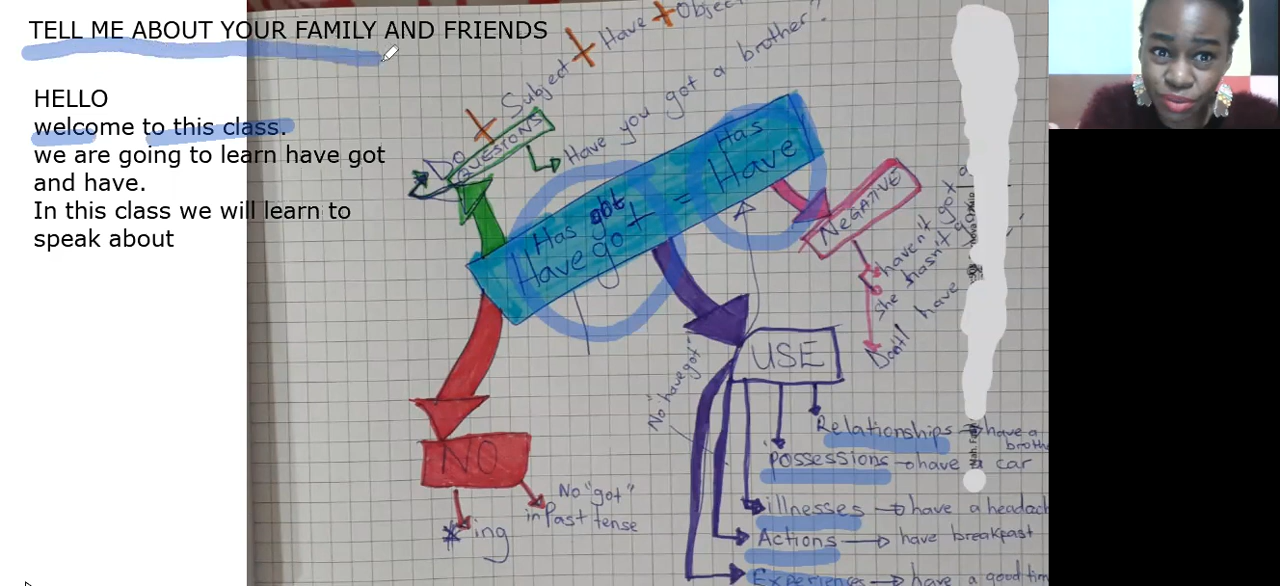 TELL ME ABOUT YOUR FAMILY AND FRIENDS
HELLO
welcome to this class.
we are going to learn have got
and have.
In this class we will learn to
speak about
Do + Subject + Have + Object
QUESTIONS
Have you got a brother?
Has got
Have got
=
Has
Have
NEGATIVE
haven't got a
she hasn't got
Don't have
USE
"No "have got"
Relationships → have a
broth
Possessions → have a car
illnesses → have a headach
Actions → have breakfast
Experiences → have a good tim
NO
No "got"
in Past tense
ing